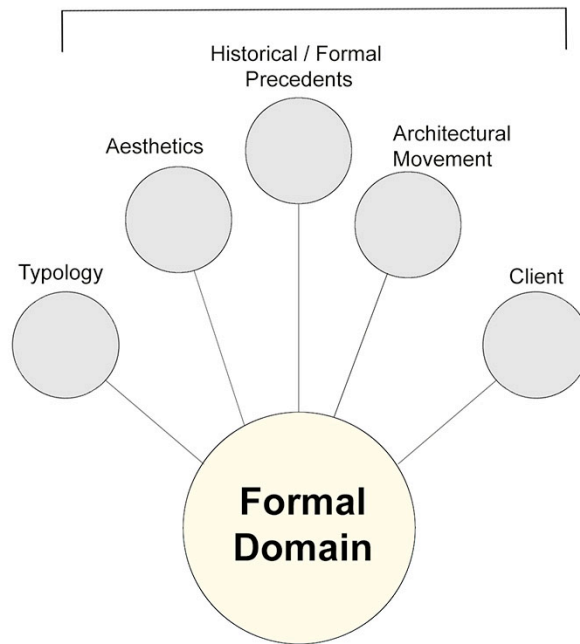 Historical / Formal
Precedents
Aesthetics
Architectural
Movement
Typology
Client
Formal
Domain